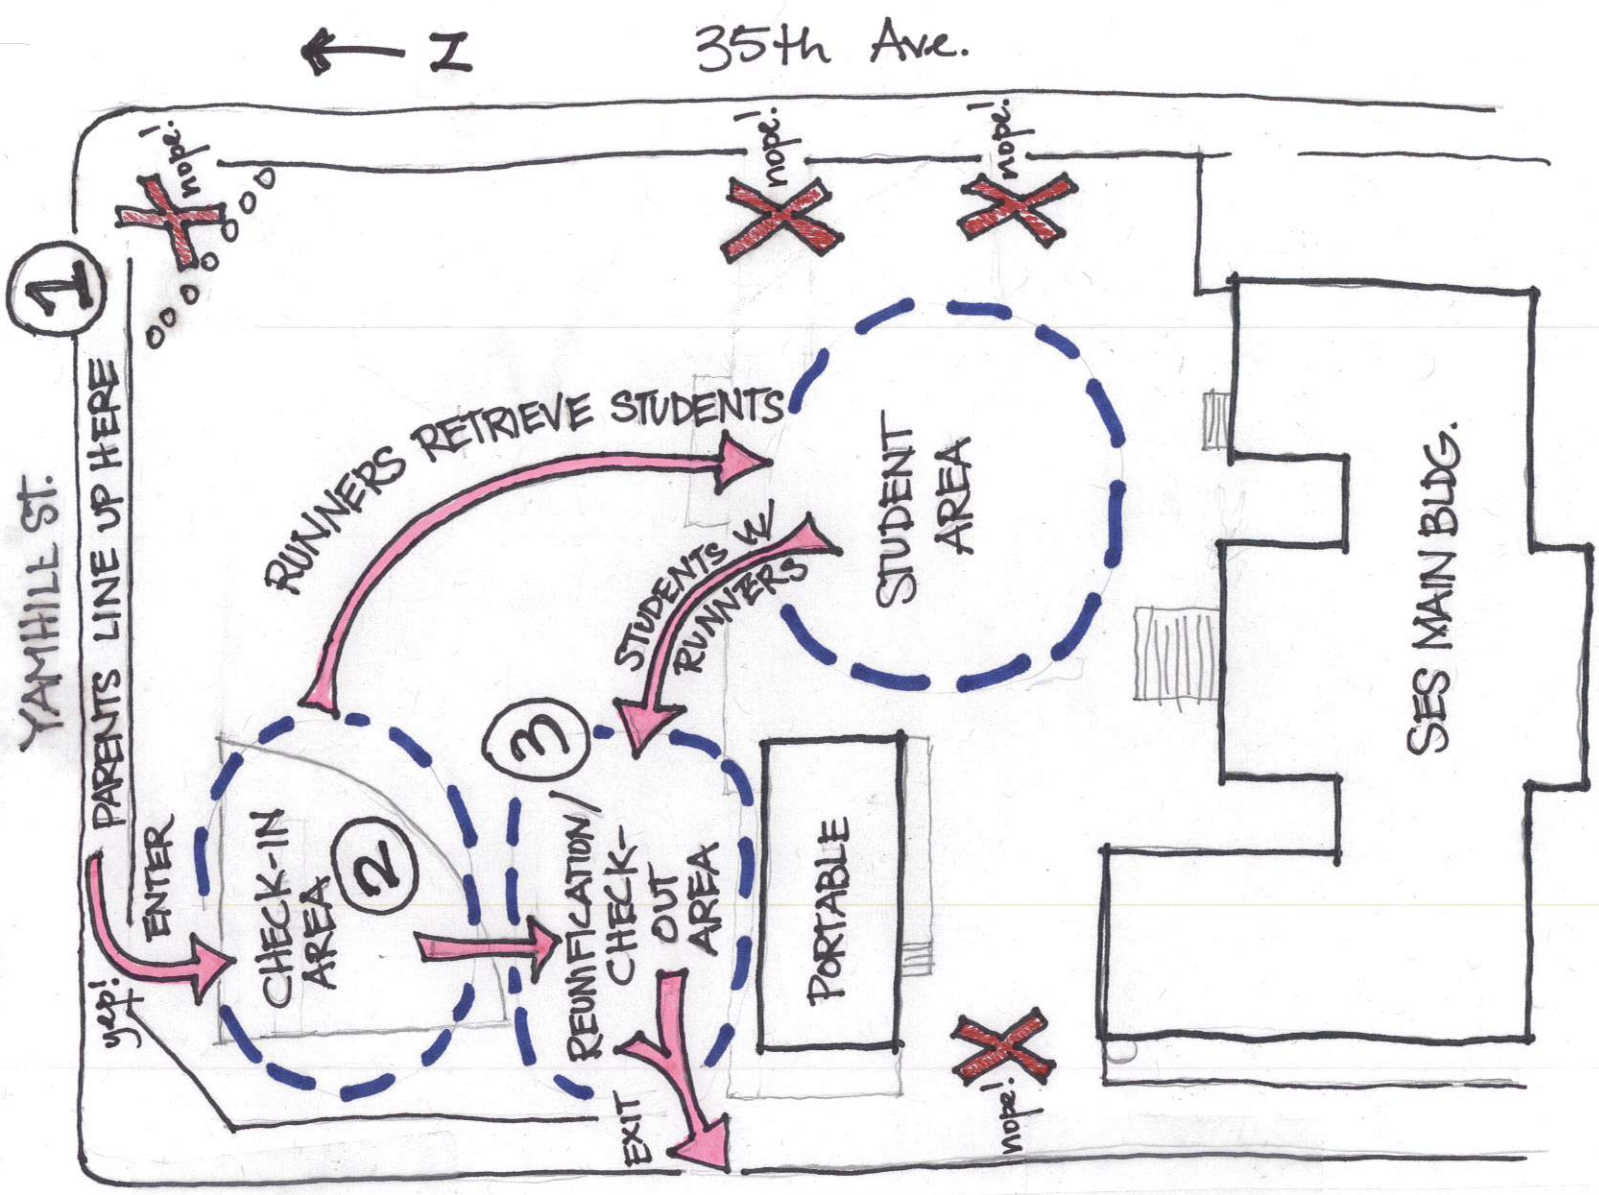 ← N
35th Ave.
nope!
nope!
nope!
1
YAMHILL ST.
PARENTS LINE UP HERE
ENTER
yep!
RUNNERS RETRIEVE STUDENTS
STUDENTS W/
RUNNERS
STUDENT
AREA
CHECK-IN
AREA
2
3
REUNIFICATION/
CHECK-
OUT
AREA
EXIT
PORTABLE
nope!
SES MAIN BLDG.